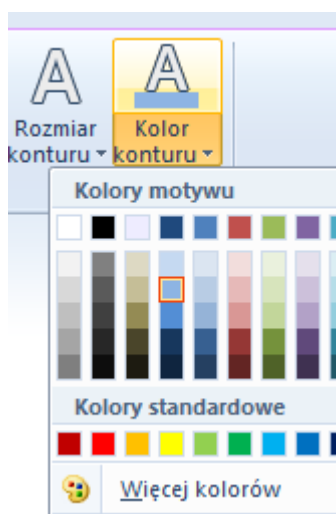 A A
Rozmiar Kolor
konturu konturu
Kolory motywu
Kolory standardowe
Więcej kolorów